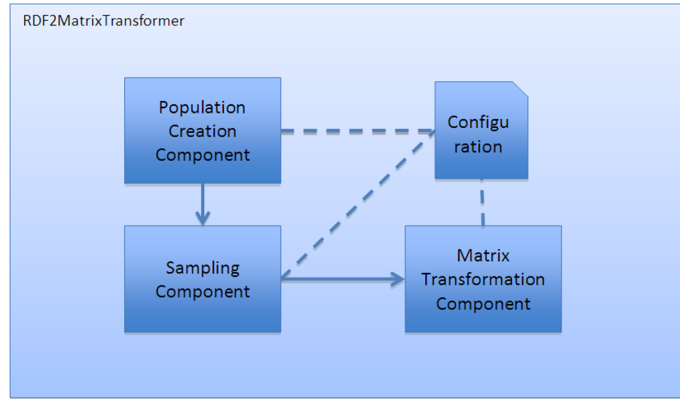 RDF2MatrixTransformer
Population
Creation
Component
Configu
ration
Sampling
Component
Matrix
Transformation
Component